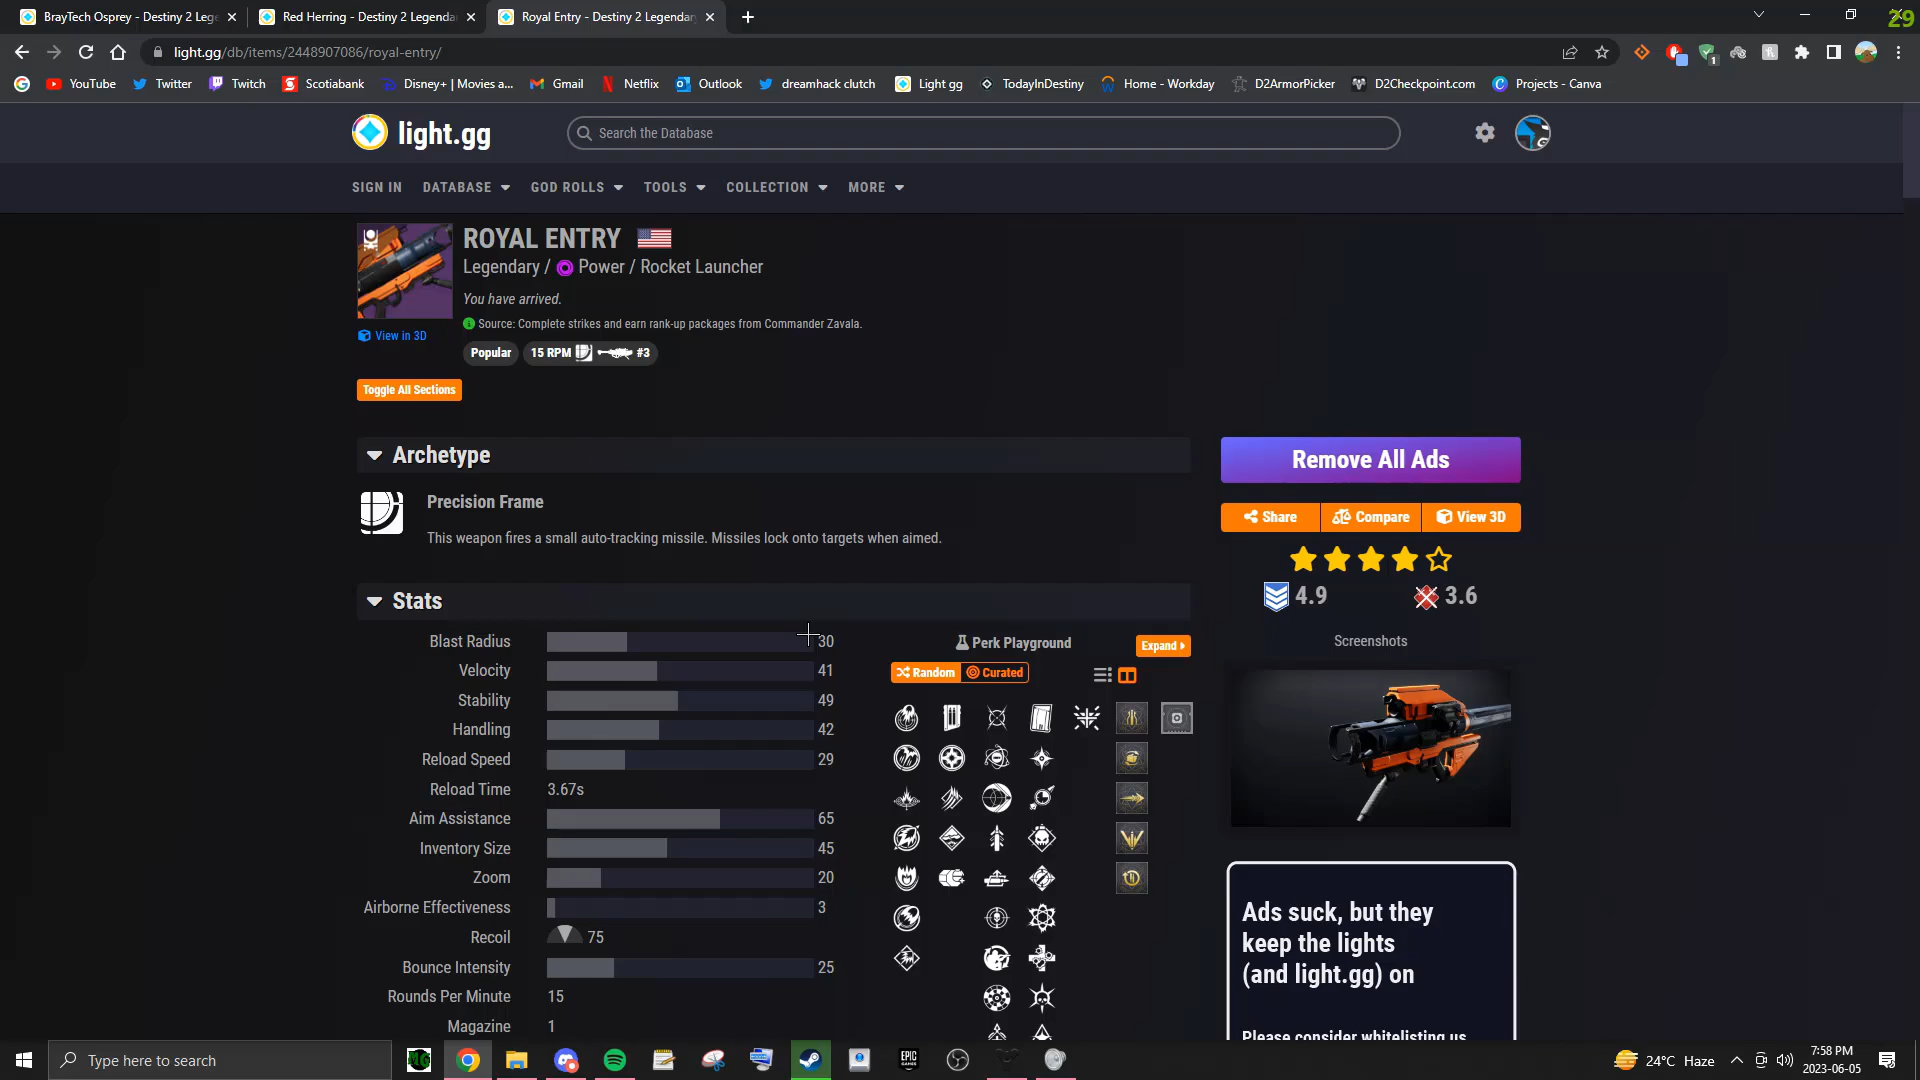 BrayTech Osprey - Destiny 2 Lege
Red Herring - Destiny 2 Legenda
Royal Entry - Destiny 2 Legendar
29
light.gg/db/items/2448907086/royal-entry/
YouTube
Twitter
Twitch
Scotiabank
Disney+ | Movies a...
Gmail
Netflix
Outlook
dreamhack clutch
Light gg
TodayInDestiny
Home - Workday
D2ArmorPicker
D2Checkpoint.com
Projects - Canva
light.gg
Search the Database
SIGN IN
DATABASE
GOD ROLLS
TOOLS
COLLECTION
MORE
ROYAL ENTRY
Legendary / Power / Rocket Launcher
You have arrived.
Source: Complete strikes and earn rank-up packages from Commander Zavala.
View in 3D
Popular
15 RPM #3
Toggle All Sections
Archetype
Precision Frame
This weapon fires a small auto-tracking missile. Missiles lock onto targets when aimed.
Stats
Blast Radius 30
Velocity 41
Stability 49
Handling 42
Reload Speed 29
Reload Time 3.67s
Aim Assistance 65
Inventory Size 45
Zoom 20
Airborne Effectiveness 3
Recoil 75
Bounce Intensity 25
Rounds Per Minute 15
Magazine 1
Perk Playground
Expand
Random
Curated
Remove All Ads
Share
Compare
View 3D
4.9
3.6
Screenshots
Ads suck, but they
keep the lights
(and light.gg) on
Please consider whitelisting us
Type here to search
EPIC GAMES
24°C Haze
7:58 PM
2023-06-05